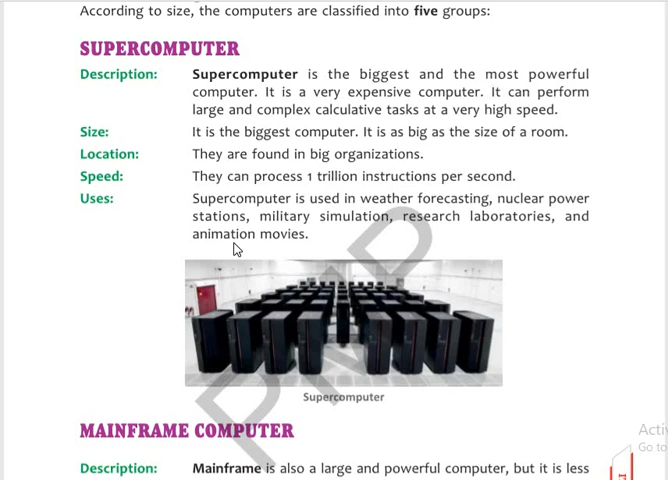 According to size, the computers are classified into five groups:
SUPERCOMPUTER
Description: Supercomputer is the biggest and the most powerful
computer. It is a very expensive computer. It can perform
large and complex calculative tasks at a very high speed.
Size: It is the biggest computer. It is as big as the size of a room.
Location: They are found in big organizations.
Speed: They can process 1 trillion instructions per second.
Uses: Supercomputer is used in weather forecasting, nuclear power
stations, military simulation, research laboratories, and
animation movies.
PMP
Supercomputer
MAINFRAME COMPUTER
Activ
Go to
Description: Mainframe is also a large and powerful computer, but it is less